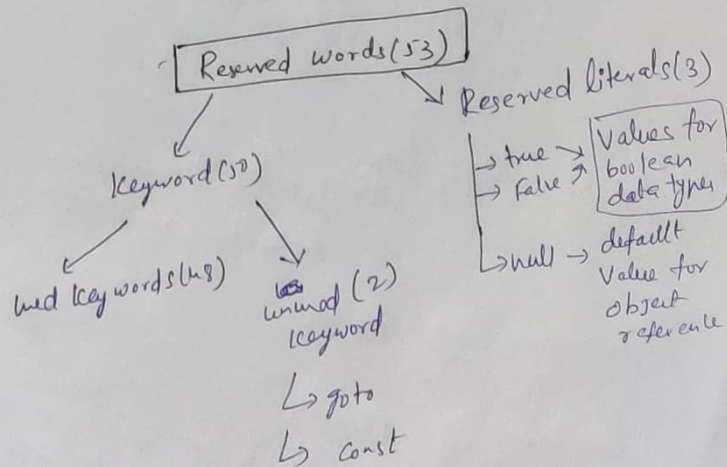 Reserved words(53)
Reserved literals(3)
→ true →
→ False
Values for
boolean
data types
→ null → default
Value for
object
reference
Keyword(50)
used keywords(48)
unused (2)
keyword
→ goto
→ const